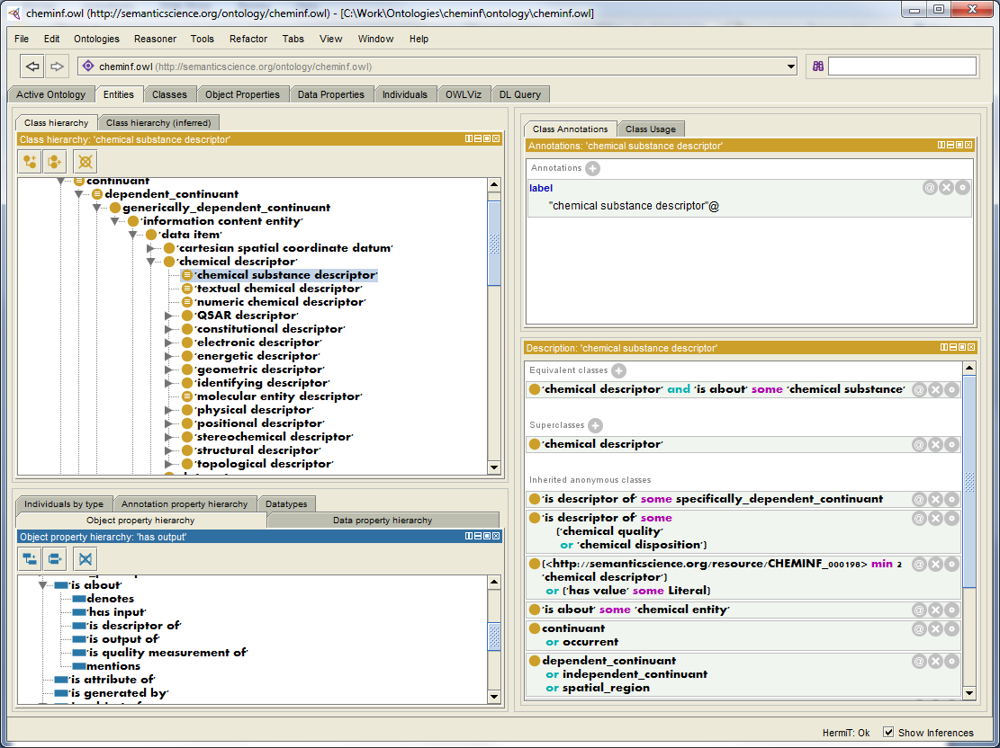 cheminf.owl (http://semanticscience.org/ontology/cheminf.owl) - [C:\Work\Ontologies\cheminf\ontology\cheminf.owl]
File Edit Ontologies Reasoner Tools Refactor Tabs View Window Help
cheminf.owl (http://semanticscience.org/ontology/cheminf.owl)
Active Ontology Entities Classes Object Properties Data Properties Individuals OWLViz DL Query
Class hierarchy Class hierarchy (inferred)
Class hierarchy: 'chemical substance descriptor'
continuant
dependent_continuant
generically_dependent_continuant
'information content entity'
'data item'
'cartesian spatial coordinate datum'
'chemical descriptor'
'chemical substance descriptor'
'textual chemical descriptor'
'numeric chemical descriptor'
'QSAR descriptor'
'constitutional descriptor'
'electronic descriptor'
'energetic descriptor'
'geometric descriptor'
'identifying descriptor'
'molecular entity descriptor'
'physical descriptor'
'positional descriptor'
'stereochemical descriptor'
'structural descriptor'
'topological descriptor'
Individuals by type Annotation property hierarchy Datatypes
Object property hierarchy Data property hierarchy
Object property hierarchy: 'has output'
'is about'
denotes
'has input'
'is descriptor of'
'is output of'
'is quality measurement of'
mentions
'is attribute of'
'is generated by'
Class Annotations Class Usage
Annotations: 'chemical substance descriptor'
Annotations
label
"chemical substance descriptor"@
Description: 'chemical substance descriptor'
Equivalent classes
'chemical descriptor' and 'is about' some 'chemical substance'
Superclasses
'chemical descriptor'
Inherited anonymous classes
'is descriptor of' some specifically_dependent_continuant
'is descriptor of' some
('chemical quality'
or 'chemical disposition')
(<http://semanticscience.org/resource/CHEMINF_000198> min 2
'chemical descriptor')
or ('has value' some Literal)
'is about' some 'chemical entity'
continuant
or occurrent
dependent_continuant
or independent_continuant
or spatial_region
HermiT: Ok Show Inferences